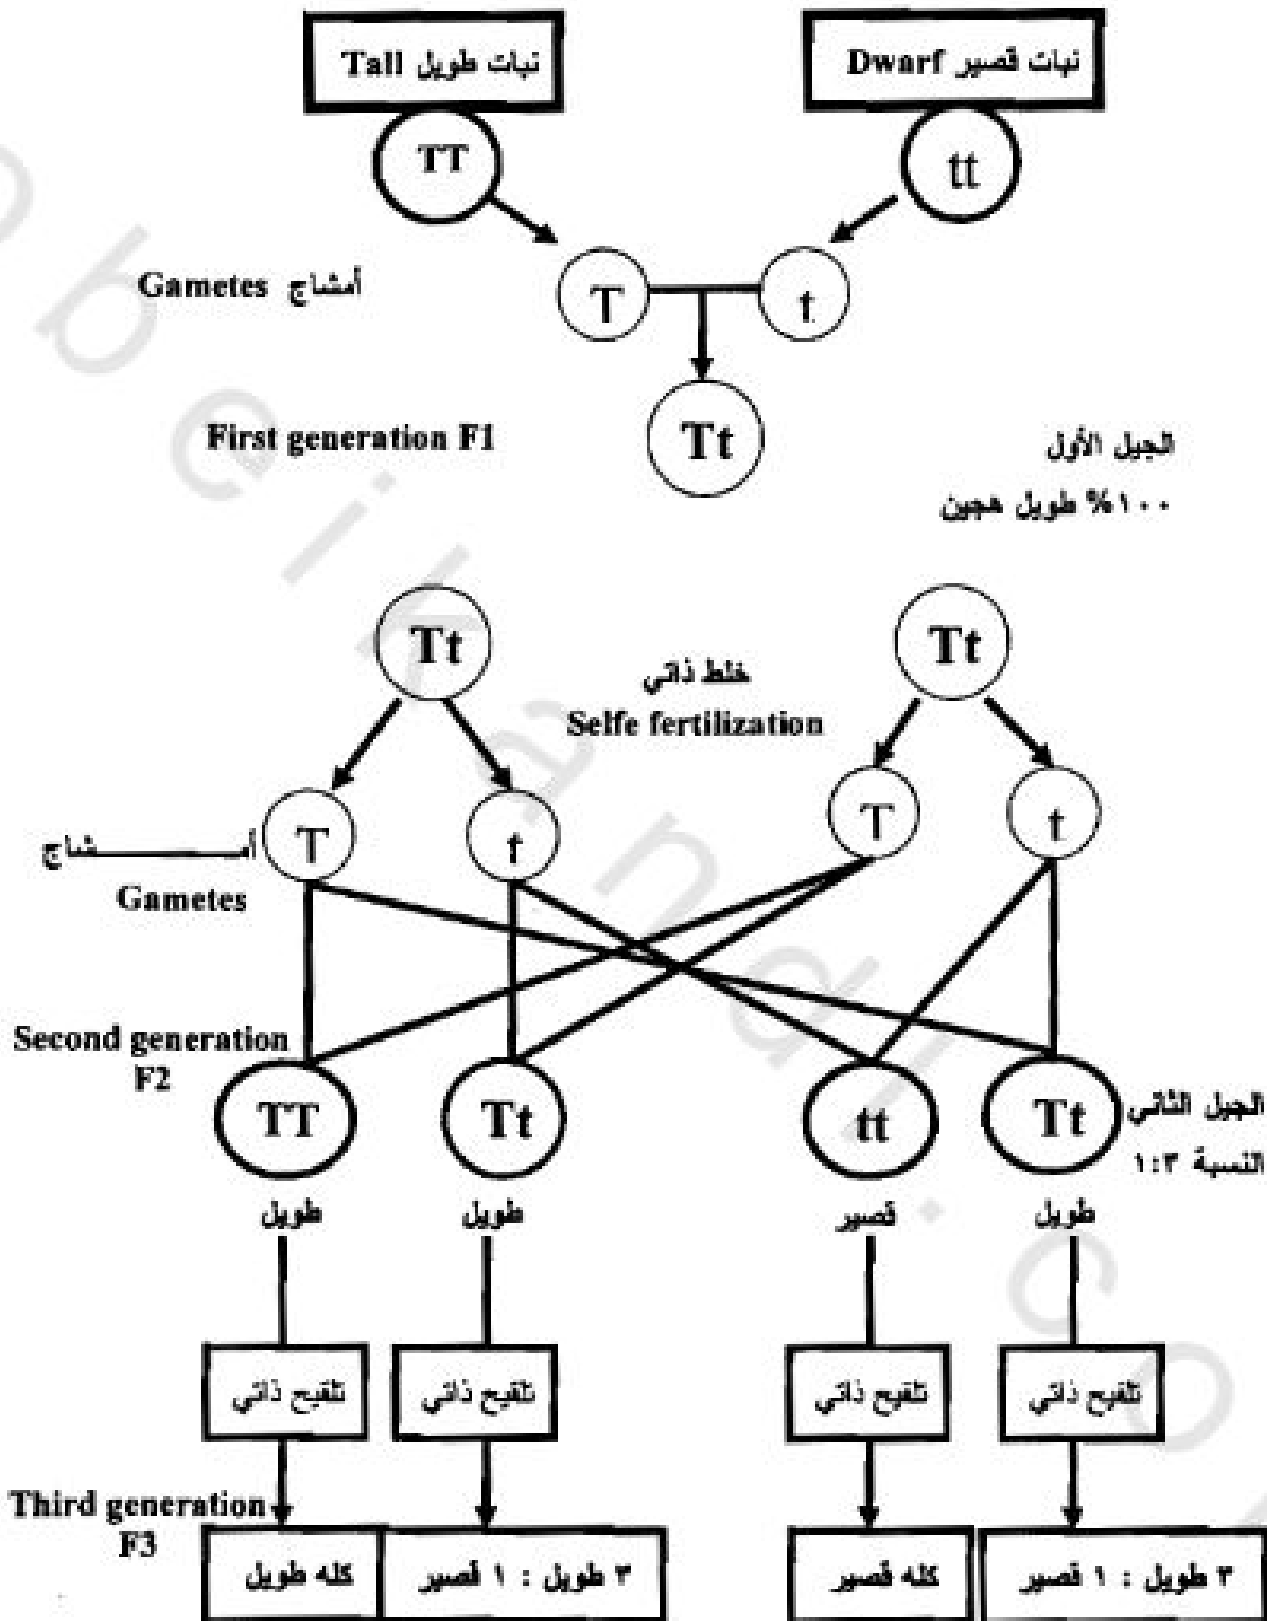 Tall نبات طويل
Dwarf نبات قصير
TT
tt
Gametes أمشاج
T
t
First generation F1
Tt
الجيل الأول
١٠٠% طويل هجين
Tt
Tt
خلط ذاتي
Selfe fertilization
T
t
T
t
أمـــــــشاج
Gametes
Second generation
F2
TT
Tt
tt
Tt
الجيل الثاني
النسبة ١:٣
طويل
طويل
قصير
طويل
تلقيح ذاتي
تلقيح ذاتي
تلقيح ذاتي
تلقيح ذاتي
Third generation
F3
كله طويل
٣ طويل : ١ قصير
كله قصير
٣ طويل : ١ قصير
obeikandl.co